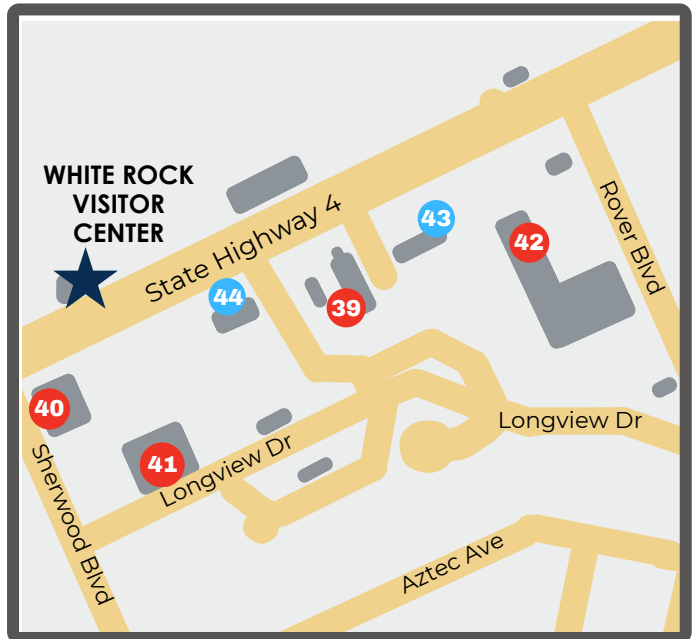 WHITE ROCK
VISITOR
CENTER
State Highway 4
43
42
Rover Blvd
44
39
40
41
Longview Dr
Longview Dr
Sherwood Blvd
Aztec Ave